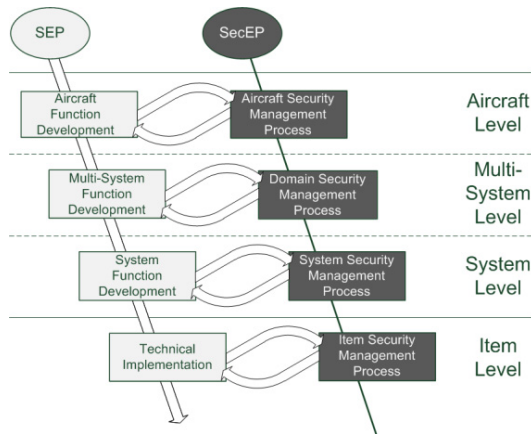 SEP
SecEP
Aircraft
Function
Development
Aircraft Security
Management
Process
Aircraft
Level
Multi-System
Function
Development
Domain Security
Management
Process
Multi-
System
Level
System
Function
Development
System Security
Management
Process
System
Level
Technical
Implementation
Item Security
Management
Process
Item
Level